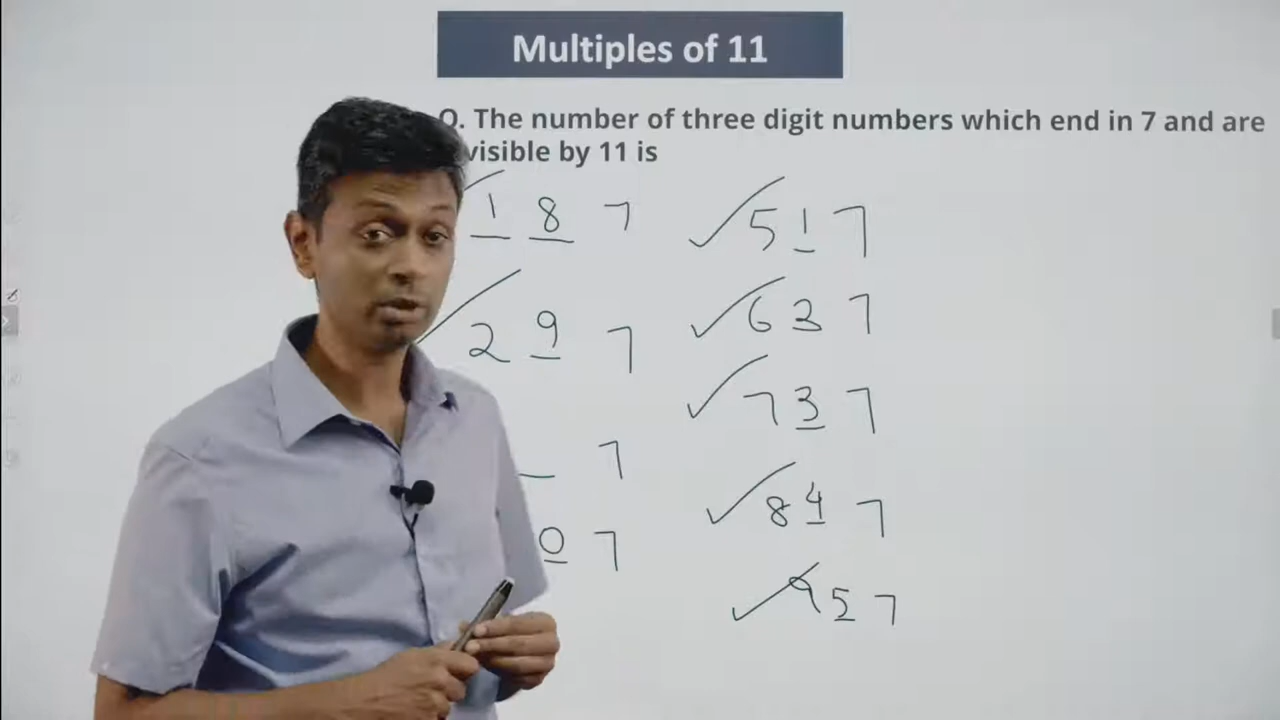 Multiples of 11
Q. The number of three digit numbers which end in 7 and are
visible by 11 is
1 8 7
2 9 7
7
0 7
5 1 7
6 3 7
7 3 7
8 4 7
9 5 7